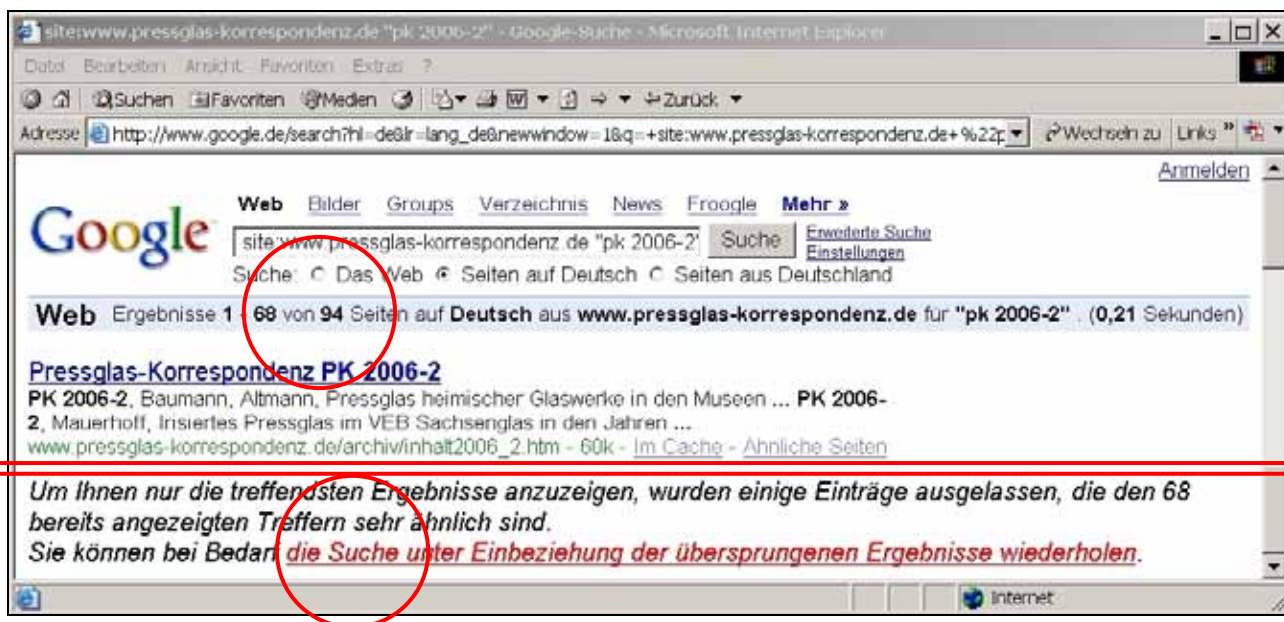 site:www.pressglas-korrespondenz.de "pk 2006-2" - Google-Suche - Microsoft Internet Explorer
Datei Bearbeiten Ansicht Favoriten Extras ?
Suchen Favoriten Medien Zurück
Adresse http://www.google.de/search?hl=de&lr=lang_de&newwindow=1&q=+site:www.pressglas-korrespondenz.de+%22p Wechseln zu Links »
Anmelden
Google
Web Bilder Groups Verzeichnis News Froogle Mehr »
site:www.pressglas-korrespondenz.de "pk 2006-2" Suche Erweiterte Suche
Einstellungen
Suche: Das Web Seiten auf Deutsch Seiten aus Deutschland
Web Ergebnisse 1 - 68 von 94 Seiten auf Deutsch aus www.pressglas-korrespondenz.de für "pk 2006-2" . (0,21 Sekunden)
Pressglas-Korrespondenz PK 2006-2
PK 2006-2, Baumann, Altmann, Pressglas heimischer Glaswerke in den Museen ... PK 2006-
2, Mauerhoff, Irisiertes Pressglas im VEB Sachsenglas in den Jahren ...
www.pressglas-korrespondenz.de/archiv/inhalt2006_2.htm - 60k - Im Cache - Ähnliche Seiten
Um Ihnen nur die treffendsten Ergebnisse anzuzeigen, wurden einige Einträge ausgelassen, die den 68
bereits angezeigten Treffern sehr ähnlich sind.
Sie können bei Bedarf die Suche unter Einbeziehung der übersprungenen Ergebnisse wiederholen.
Internet